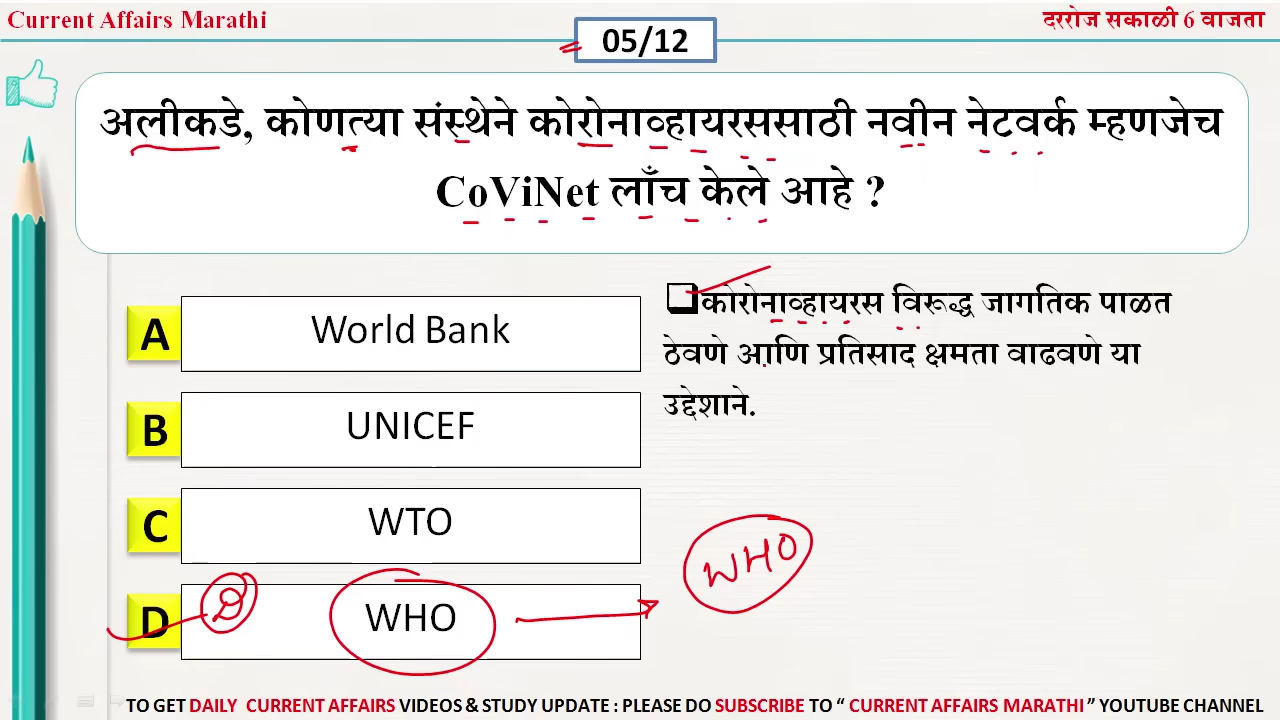 Current Affairs Marathi
दररोज सकाळी 6 वाजता
05/12
अलीकडे, कोणत्या संस्थेने कोरोनाव्हायरससाठी नवीन नेटवर्क म्हणजेच
CoViNet लाँच केले आहे ?
A World Bank
B UNICEF
C WTO
D WHO
❑कोरोनाव्हायरस विरूद्ध जागतिक पाळत
ठेवणे आणि प्रतिसाद क्षमता वाढवणे या
उद्देशाने.
D
WHO
TO GET DAILY CURRENT AFFAIRS VIDEOS & STUDY UPDATE : PLEASE DO SUBSCRIBE TO “ CURRENT AFFAIRS MARATHI ” YOUTUBE CHANNEL